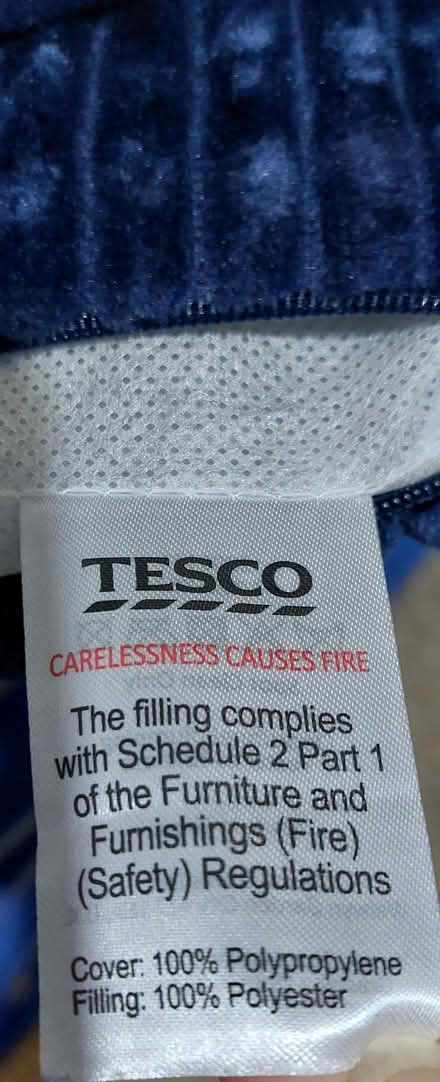 TESCO
CARELESSNESS CAUSES FIRE
The filling complies
with Schedule 2 Part 1
of the Furniture and
Furnishings (Fire)
(Safety) Regulations
Cover: 100% Polypropylene
Filling: 100% Polyester